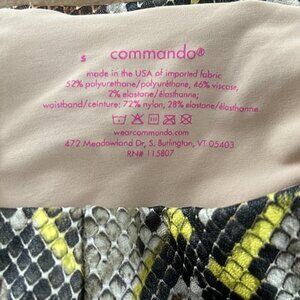 s commando®
made in the USA of imported fabric
52% polyurethane/polyuréthane, 46% viscose,
2% elastane/élasthanne;
waistband/ceinture: 72% nylon, 28% elastane/élasthanne.
wearcommando.com
472 Meadowland Dr, S. Burlington, VT 05403
RN# 115807